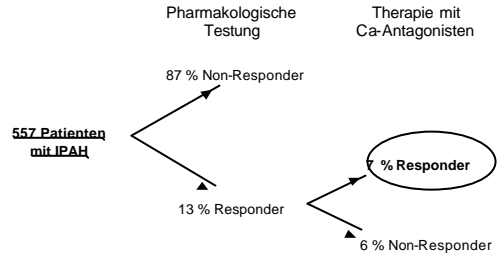 Pharmakologische
Testung
Therapie mit
Ca-Antagonisten
87 % Non-Responder
557 Patienten
mit IPAH
7 % Responder
13 % Responder
6 % Non-Responder